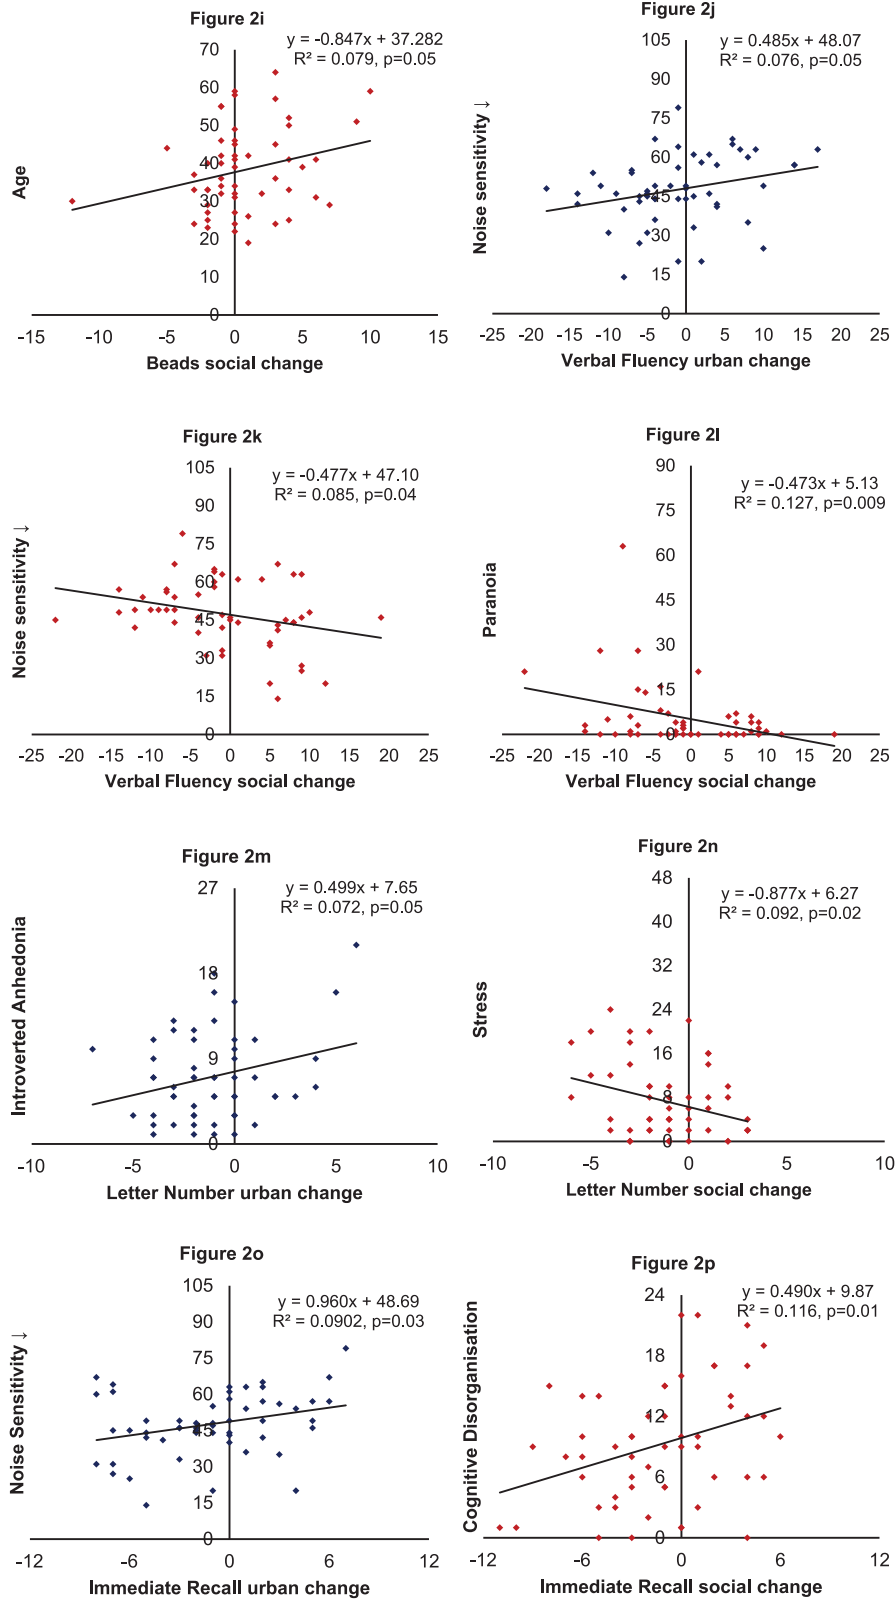 Figure 2i
y = -0.847x + 37.282
R² = 0.079, p=0.05
70
60
50
40
30
20
10
0
-15 -10 -5 0 5 10 15
Age
Beads social change
Figure 2j
y = 0.485x + 48.07
R² = 0.076, p=0.05
105
90
75
60
45
30
15
0
-25 -20 -15 -10 -5 0 5 10 15 20 25
Noise sensitivity ↓
Verbal Fluency urban change
Figure 2k
y = -0.477x + 47.10
R² = 0.085, p=0.04
105
90
75
60
45
30
15
0
-25 -20 -15 -10 -5 0 5 10 15 20 25
Noise sensitivity ↓
Verbal Fluency social change
Figure 2l
y = -0.473x + 5.13
R² = 0.127, p=0.009
90
75
60
45
30
15
0
-25 -20 -15 -10 -5 0 5 10 15 20 25
Paranoia
Verbal Fluency social change
Figure 2m
y = 0.499x + 7.65
R² = 0.072, p=0.05
27
18
9
0
-10 -5 0 5 10
Introverted Anhedonia
Letter Number urban change
Figure 2n
y = -0.877x + 6.27
R² = 0.092, p=0.02
48
40
32
24
16
8
0
-10 -5 0 5 10
Stress
Letter Number social change
Figure 2o
y = 0.960x + 48.69
R² = 0.0902, p=0.03
105
90
75
60
45
30
15
0
-12 -6 0 6 12
Noise Sensitivity ↓
Immediate Recall urban change
Figure 2p
y = 0.490x + 9.87
R² = 0.116, p=0.01
24
18
12
6
0
-12 -6 0 6 12
Cognitive Disorganisation
Immediate Recall social change